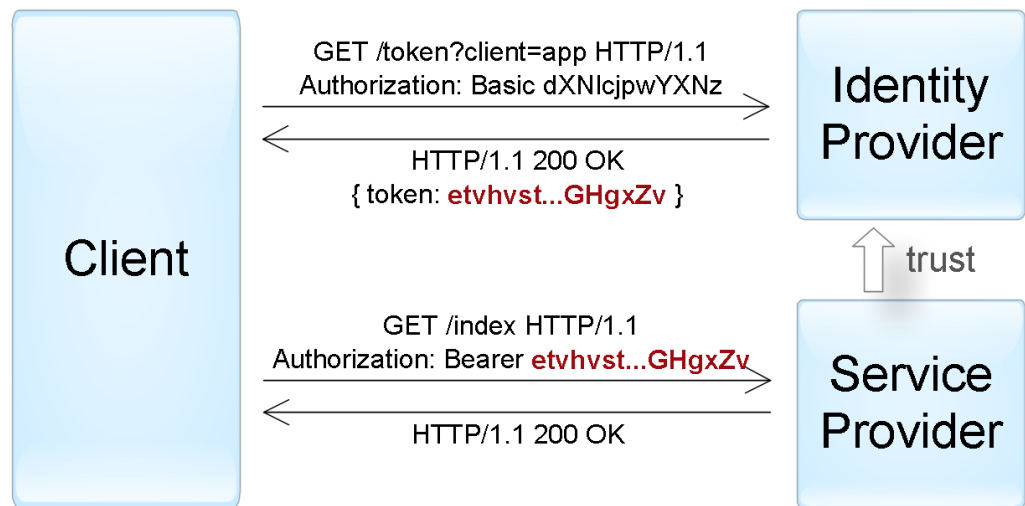 Client
GET /token?client=app HTTP/1.1
Authorization: Basic dXNlcjpwYXNz
HTTP/1.1 200 OK
{ token: etvhvst...GHgxZv }
Identity
Provider
trust
GET /index HTTP/1.1
Authorization: Bearer etvhvst...GHgxZv
HTTP/1.1 200 OK
Service
Provider